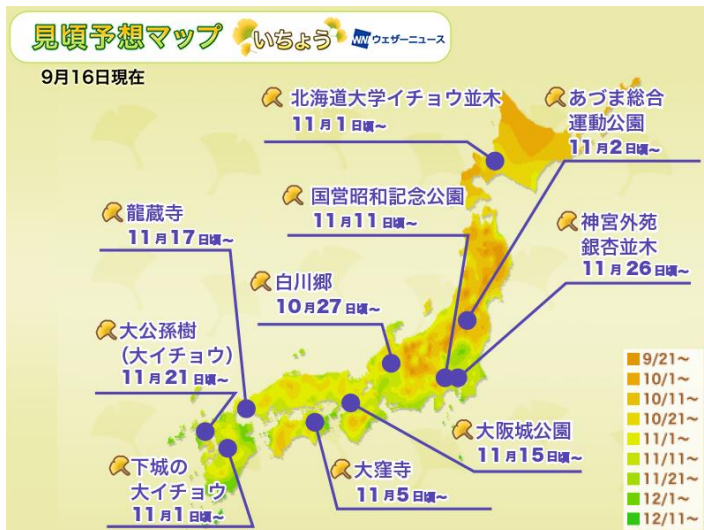 見頃予想マップ いちょう WNI ウェザーニュース
9月16日現在
北海道大学イチョウ並木
11月1日頃~
あづま総合
運動公園
11月2日頃~
国営昭和記念公園
11月11日頃~
龍蔵寺
11月17日頃~
神宮外苑
銀杏並木
11月26日頃~
白川郷
10月27日頃~
大公孫樹
(大イチョウ)
11月21日頃~
下城の
大イチョウ
11月1日頃~
大窪寺
11月5日頃~
大阪城公園
11月15日頃~
9/21~
10/1~
10/11~
10/21~
11/1~
11/11~
11/21~
12/1~
12/11~